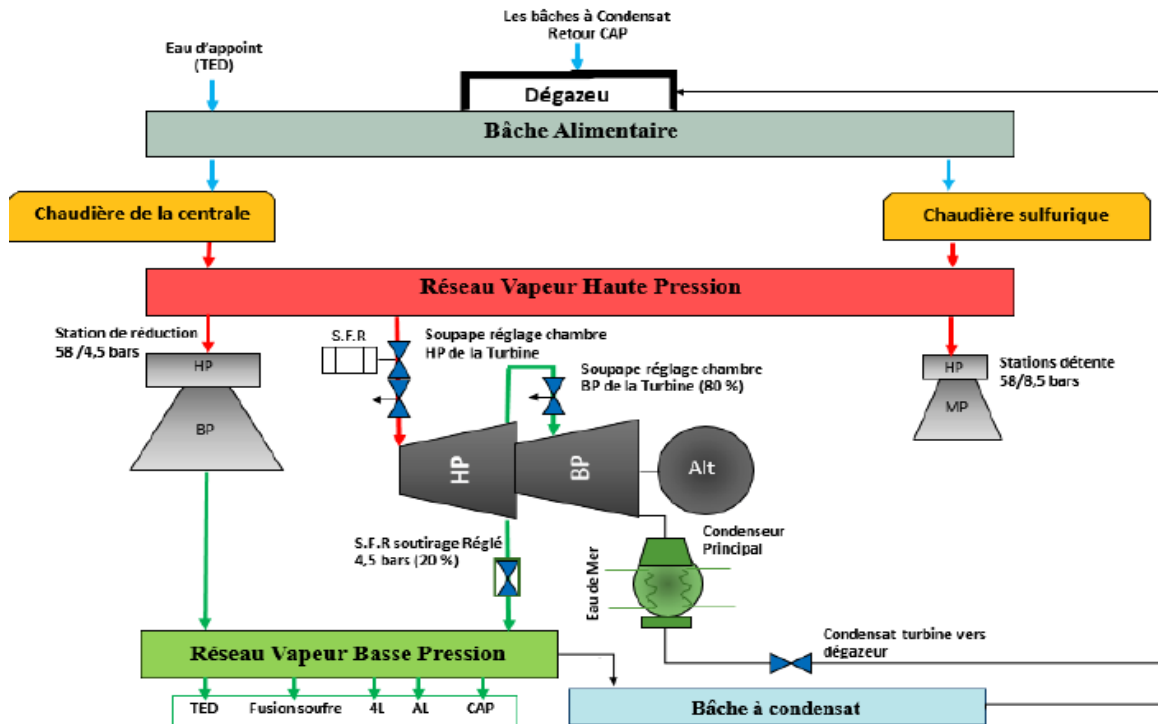 Les bâches à Condensat
Retour CAP
Eau d'appoint
(TED)
Dégazeu
Bâche Alimentaire
Chaudière de la centrale
Chaudière sulfurique
Réseau Vapeur Haute Pression
Station de réduction
58 /4,5 bars
HP
BP
S.F.R
Soupape réglage chambre
HP de la Turbine
Soupape réglage chambre
BP de la Turbine (80 %)
HP
MP
Stations détente
58/8,5 bars
HP
BP
Alt
S.F.R soutirage Réglé
4,5 bars (20 %)
Condenseur
Principal
Eau de Mer
Condensat turbine vers
dégazeur
Réseau Vapeur Basse Pression
Bâche à condensat
TED Fusion soufre 4L AL CAP